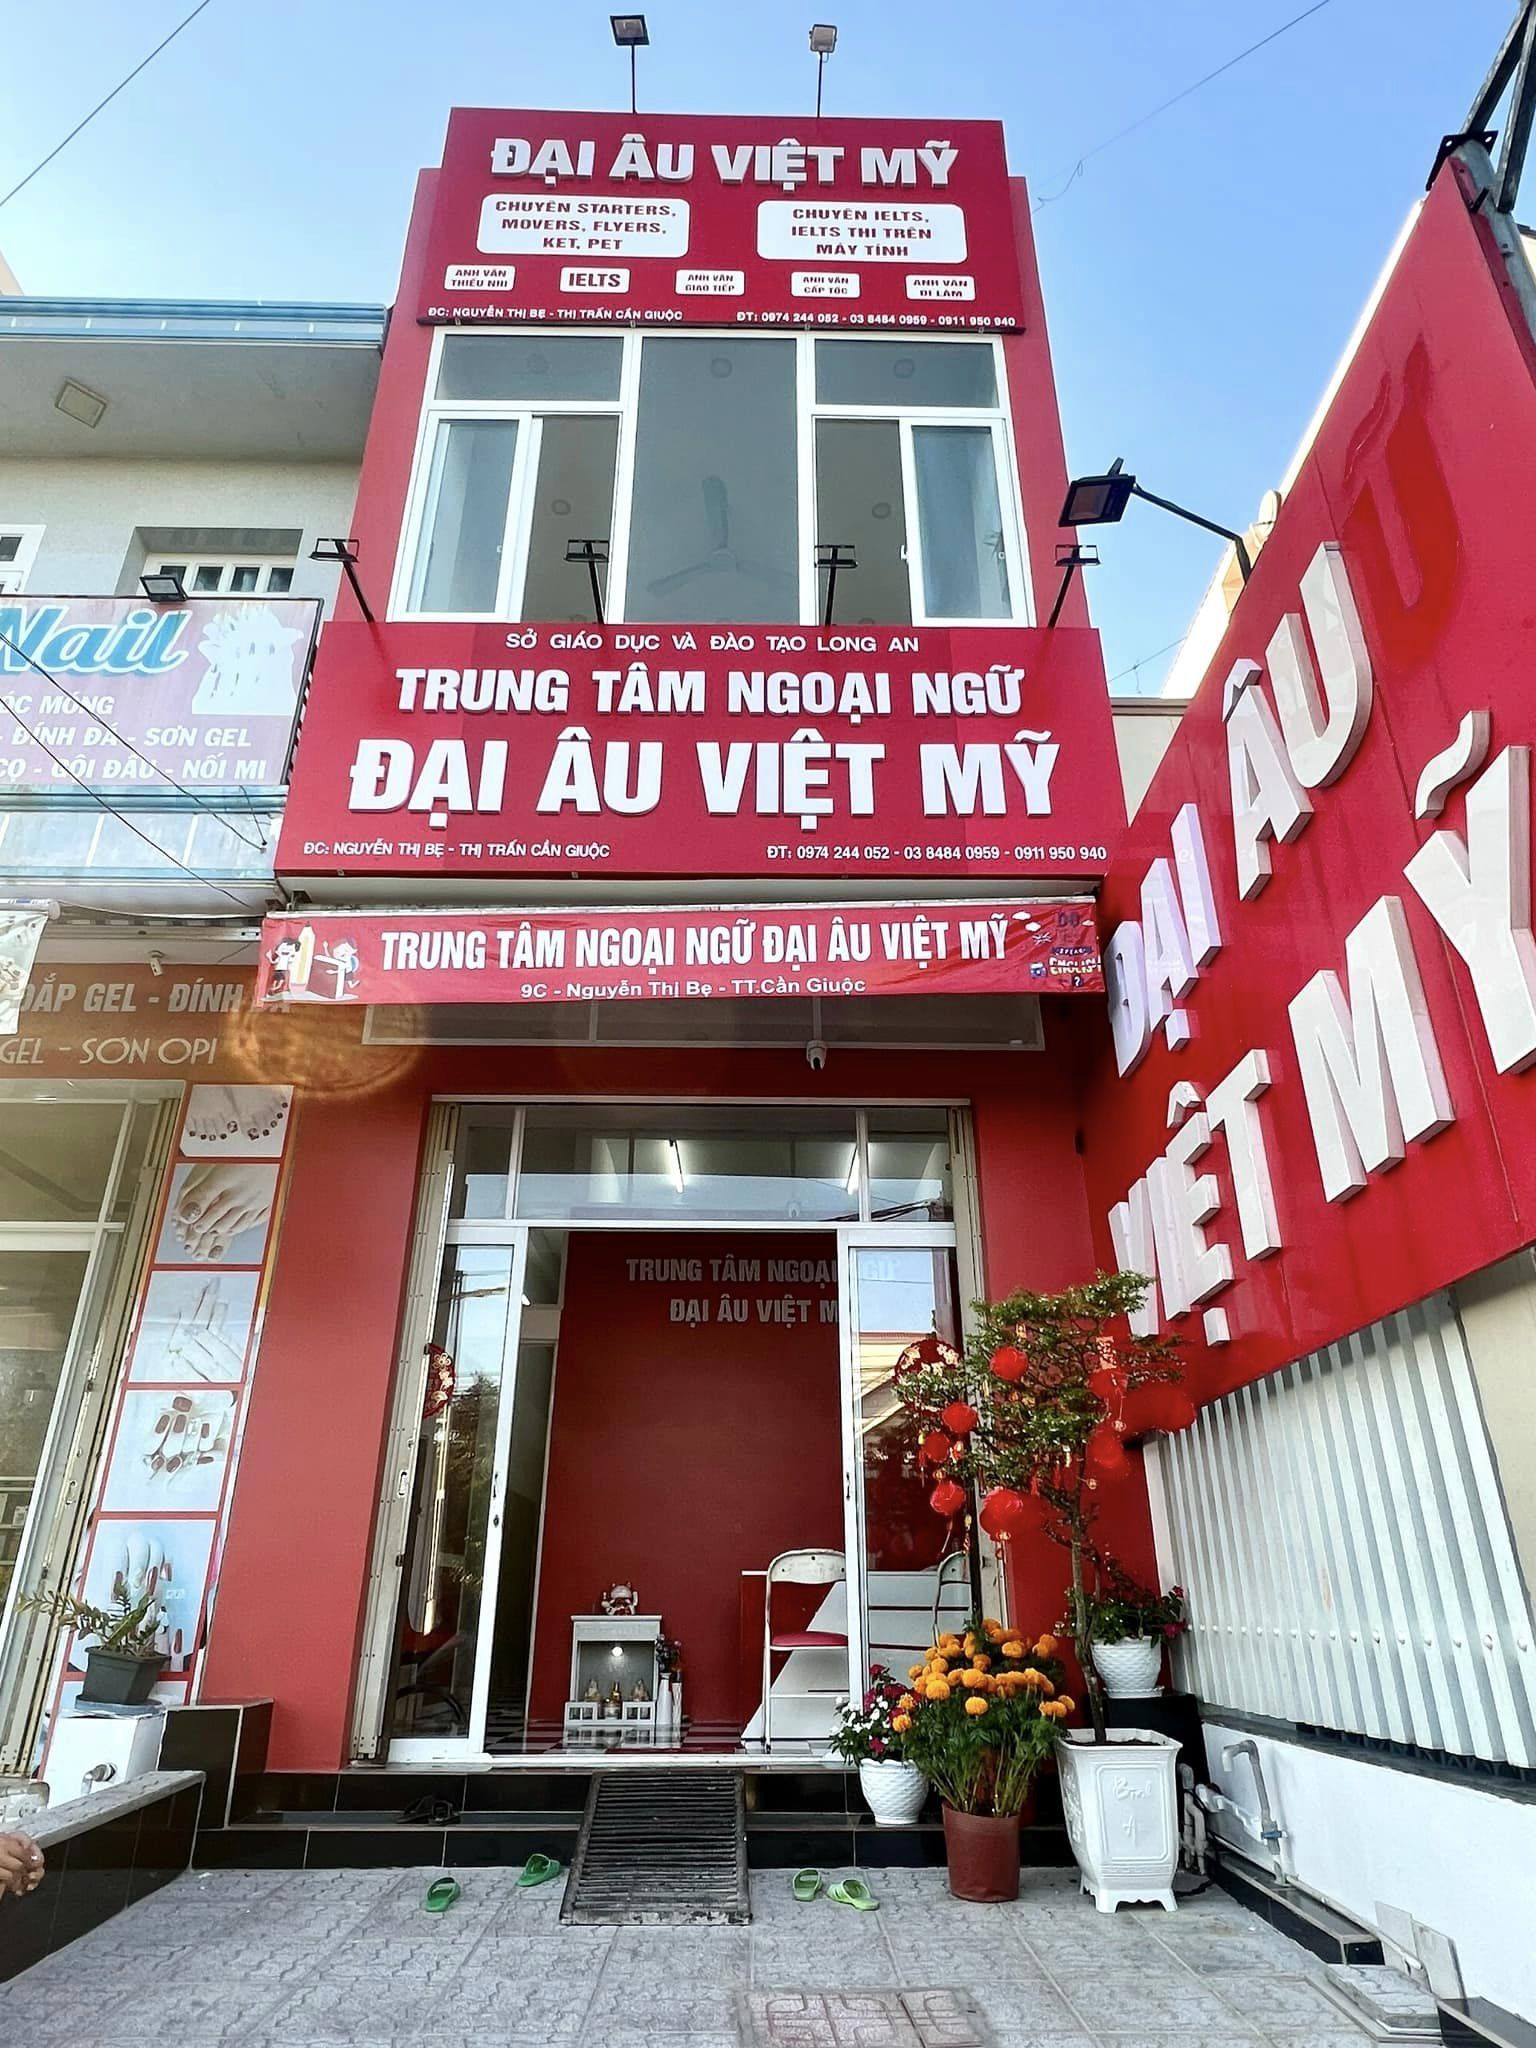 ĐẠI ÂU VIỆT MỸ
CHUYÊN STARTERS,
MOVERS, FLYERS,
KET, PET
CHUYÊN IELTS,
IELTS THI TRÊN
MÁY TÍNH
ANH VĂN
THIẾU NHI
IELTS
ANH VĂN
GIAO TIẾP
ANH VĂN
CẤP TỐC
ANH VĂN
ĐI LÀM
ĐC: NGUYỄN THỊ BẸ - THỊ TRẤN CẦN GIUỘC
ĐT: 0974 244 052 - 03 8484 0959 - 0911 950 940
SỞ GIÁO DỤC VÀ ĐÀO TẠO LONG AN
TRUNG TÂM NGOẠI NGỮ
ĐẠI ÂU VIỆT MỸ
ĐC: NGUYỄN THỊ BẸ - THỊ TRẤN CẦN GIUỘC
ĐT: 0974 244 052 - 03 8484 0959 - 0911 950 940
TRUNG TÂM NGOẠI NGỮ ĐẠI ÂU VIỆT MỸ
9C - Nguyễn Thị Bẹ - TT.Cần Giuộc
ENGLISH
?
ĐẠI ÂU
VIỆT MỸ
Nail
ÓC MÓNG
- ĐÍNH ĐÁ - SƠN GEL
CỌ - GỘI ĐẦU - NỐI MI
ĐẮP GEL - ĐÍNH ĐÁ
GEL - SƠN OPI
TRUNG TÂM NGOẠI NGỮ
ĐẠI ÂU VIỆT M